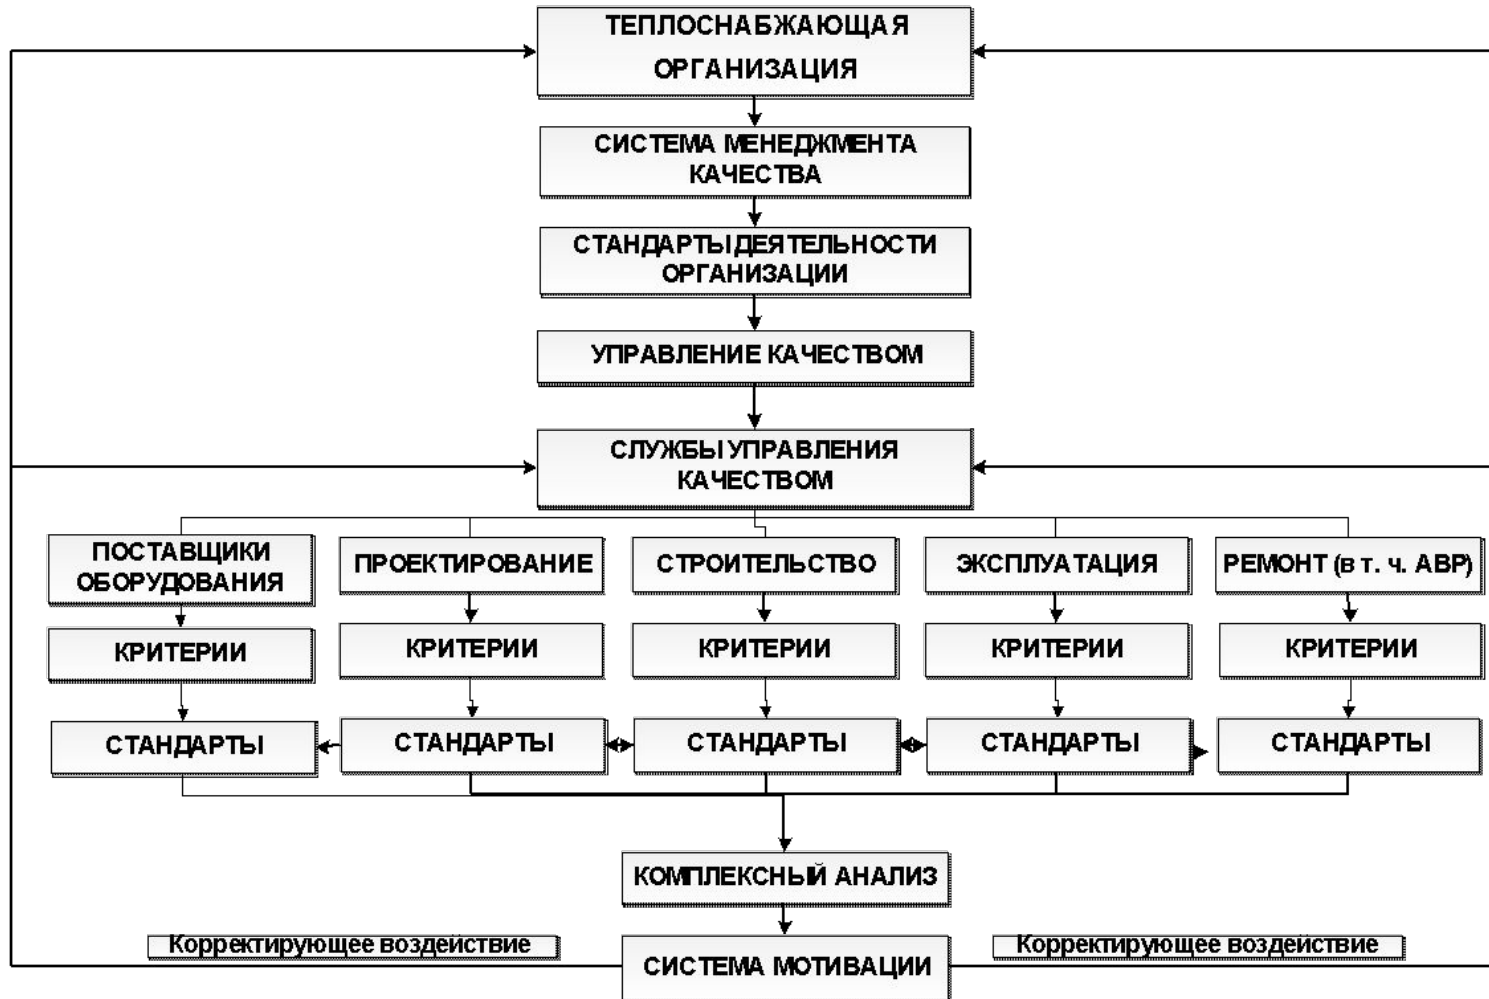 ТЕПЛОСНАБЖАЮЩАЯ
ОРГАНИЗАЦИЯ
СИСТЕМА МЕНЕДЖМЕНТА
КАЧЕСТВА
СТАНДАРТЫ ДЕЯТЕЛЬНОСТИ
ОРГАНИЗАЦИИ
УПРАВЛЕНИЕ КАЧЕСТВОМ
СЛУЖБЫ УПРАВЛЕНИЯ
КАЧЕСТВОМ
ПОСТАВЩИКИ
ОБОРУДОВАНИЯ
ПРОЕКТИРОВАНИЕ
СТРОИТЕЛЬСТВО
ЭКСПЛУАТАЦИЯ
РЕМОНТ (в т. ч. АВР)
КРИТЕРИИ
КРИТЕРИИ
КРИТЕРИИ
КРИТЕРИИ
КРИТЕРИИ
СТАНДАРТЫ
СТАНДАРТЫ
СТАНДАРТЫ
СТАНДАРТЫ
СТАНДАРТЫ
КОМПЛЕКСНЫЙ АНАЛИЗ
Корректирующее воздействие
Корректирующее воздействие
СИСТЕМА МОТИВАЦИИ